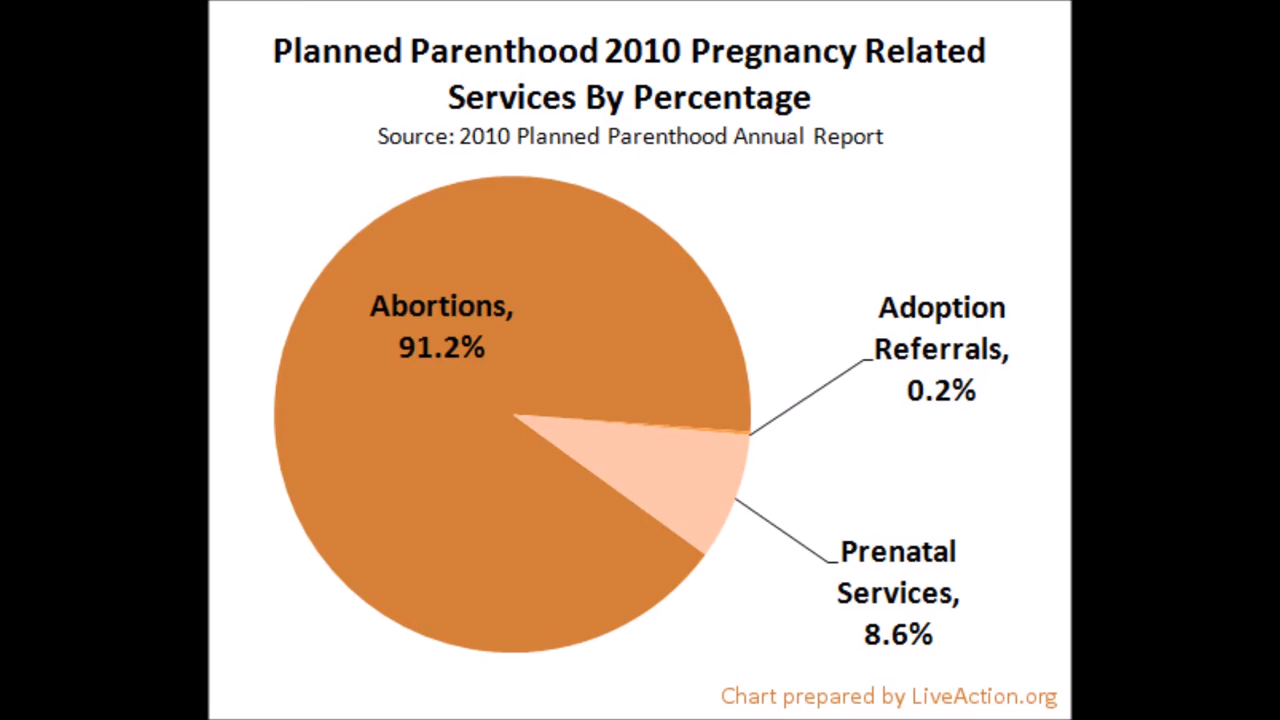 Planned Parenthood 2010 Pregnancy Related
Services By Percentage
Source: 2010 Planned Parenthood Annual Report
Abortions,
91.2%
Adoption
Referrals,
0.2%
Prenatal
Services,
8.6%
Chart prepared by LiveAction.org